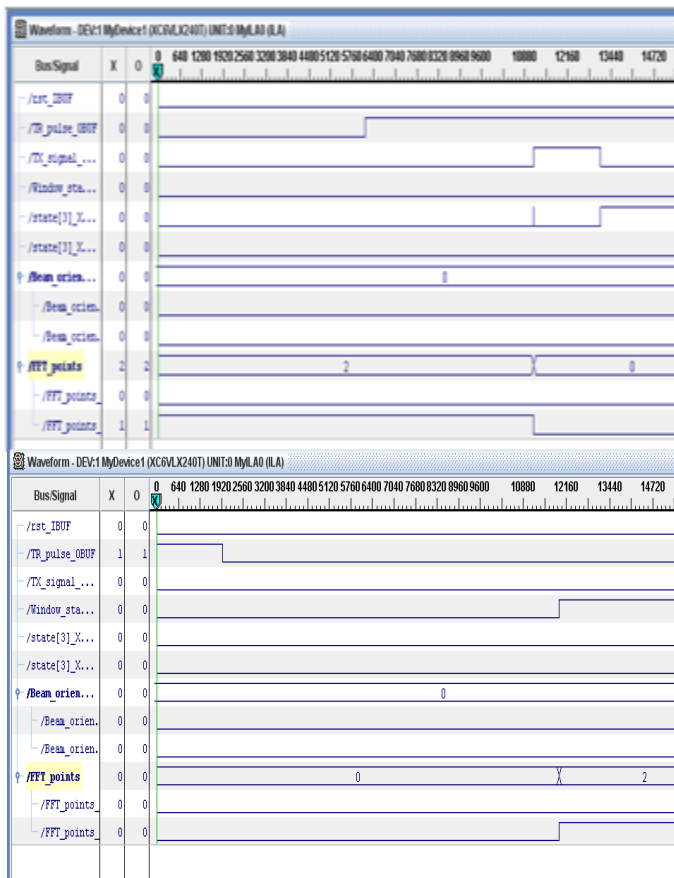 Waveform - DEV:1 MyDevice1 (XC6VLX240T) UNIT:0 MyILA0 (ILA)
Bus/Signal X O 0 640 1280 1920 2560 3200 3840 4480 5120 5760 6400 7040 7680 8320 8960 9600 10880 12160 13440 14720
X
/rst_IBUF 0 0
/TR_pulse_OBUF 0 0
/TX_signal_... 0 0
/Window_sta... 0 0
/state[3]_X... 0 0
/state[3]_X... 0 0
/Beam_orien... 0 0 0
/Beam_orien. 0 0
/Beam_orien. 0 0
/FFT_points 2 2 2 0
/FFT_points_ 0 0
/FFT_points_ 1 1
Waveform - DEV:1 MyDevice1 (XC6VLX240T) UNIT:0 MyILA0 (ILA)
Bus/Signal X O 0 640 1280 1920 2560 3200 3840 4480 5120 5760 6400 7040 7680 8320 8960 9600 10880 12160 13440 14720
X
/rst_IBUF 0 0
/TR_pulse_OBUF 1 1
/TX_signal_... 0 0
/Window_sta... 0 0
/state[3]_X... 0 0
/state[3]_X... 0 0
/Beam_orien... 0 0 0
/Beam_orien. 0 0
/Beam_orien. 0 0
/FFT_points 0 0 0 2
/FFT_points_ 0 0
/FFT_points_ 0 0